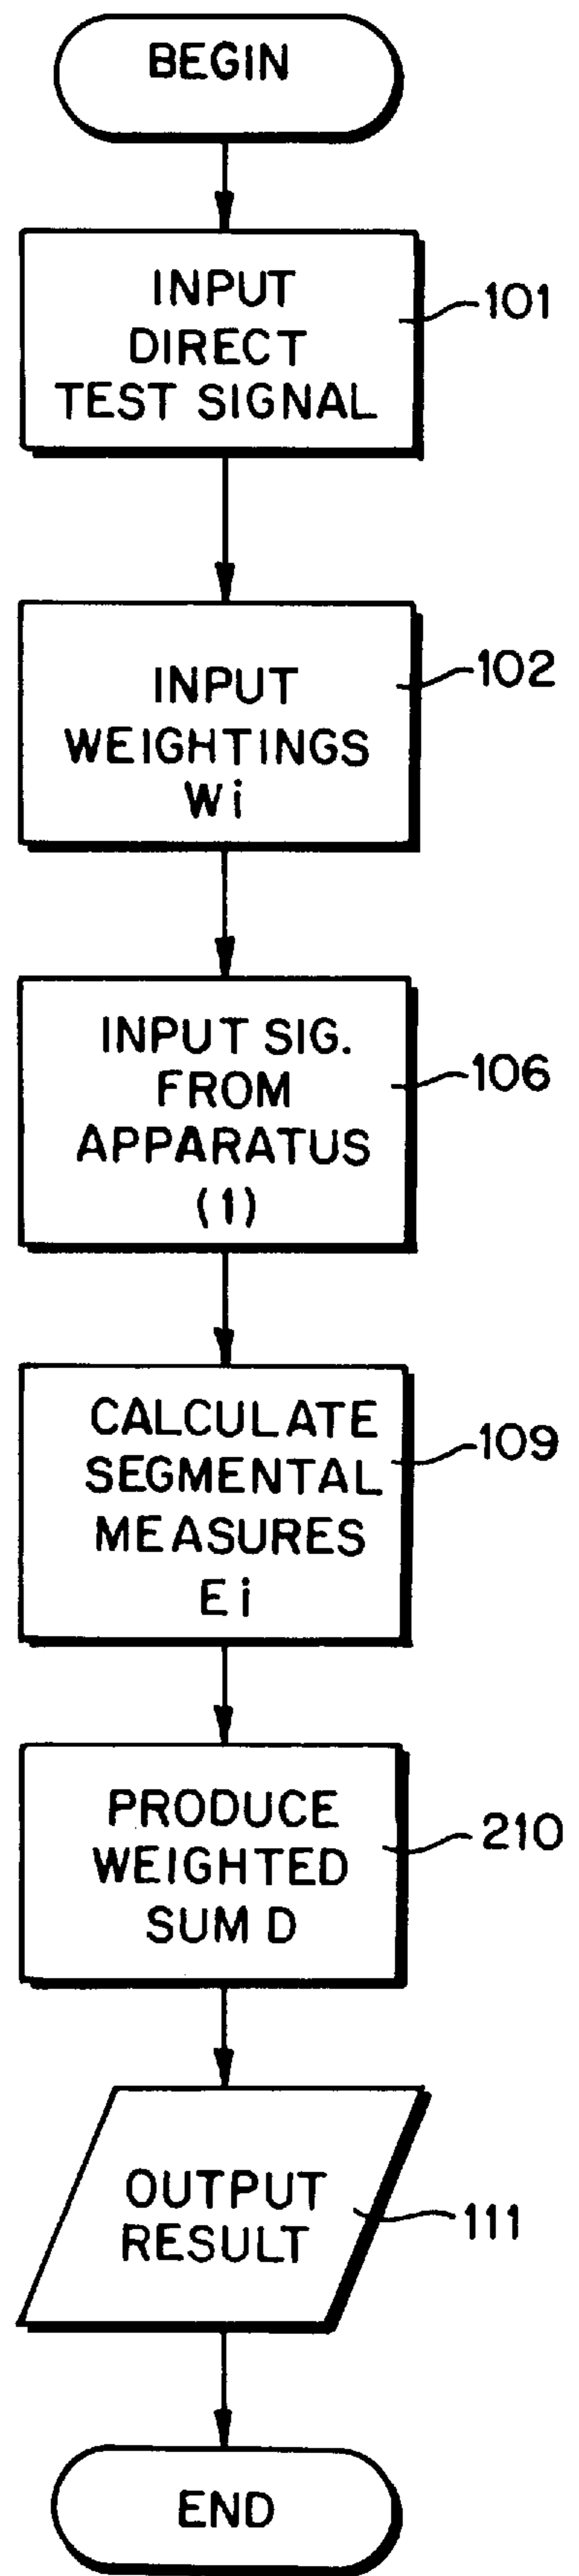 BEGIN
INPUT
DIRECT
TEST SIGNAL
101
INPUT
WEIGHTINGS
Wi
102
INPUT SIG.
FROM
APPARATUS
(1)
106
CALCULATE
SEGMENTAL
MEASURES
Ei
109
PRODUCE
WEIGHTED
SUM D
210
OUTPUT
RESULT
111
END